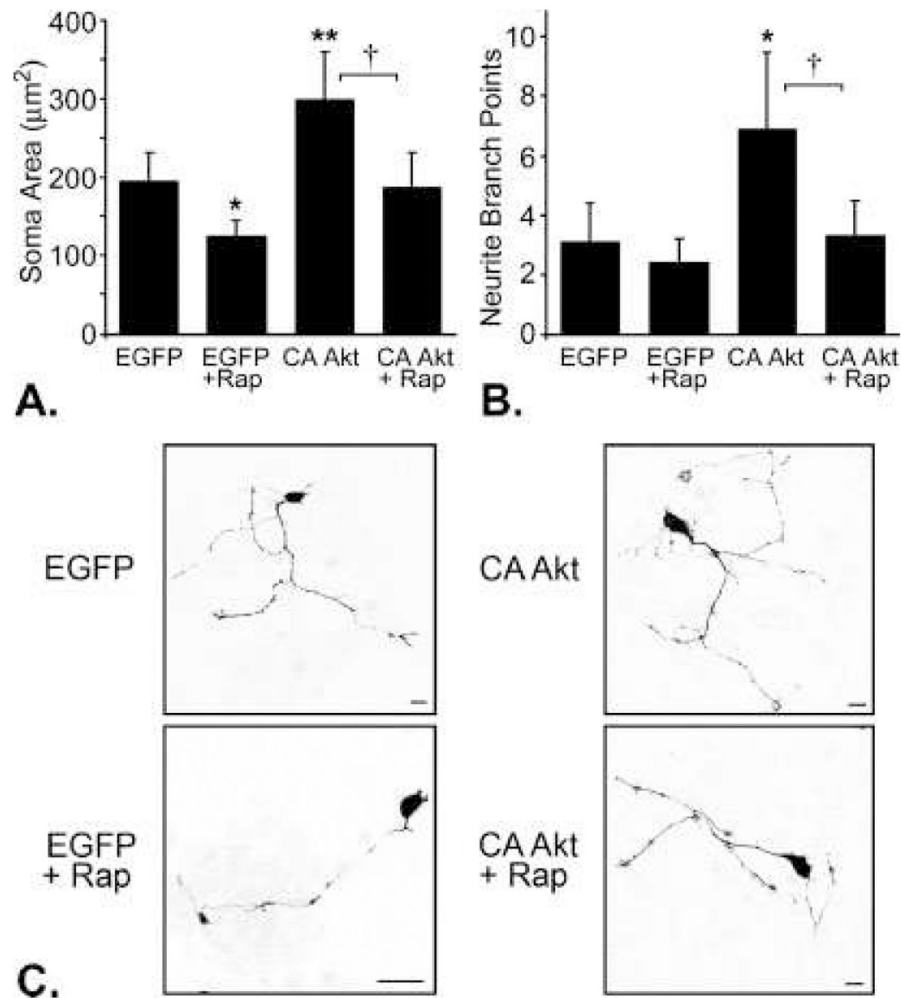 Soma Area (μm²)
400
300
200
100
0
*
**
†
EGFP
EGFP
+Rap
CA Akt
CA Akt
+ Rap
A.
Neurite Branch Points
10
8
6
4
2
0
*
†
EGFP
EGFP
+Rap
CA Akt
CA Akt
+ Rap
B.
EGFP
CA Akt
EGFP
+ Rap
CA Akt
+ Rap
C.